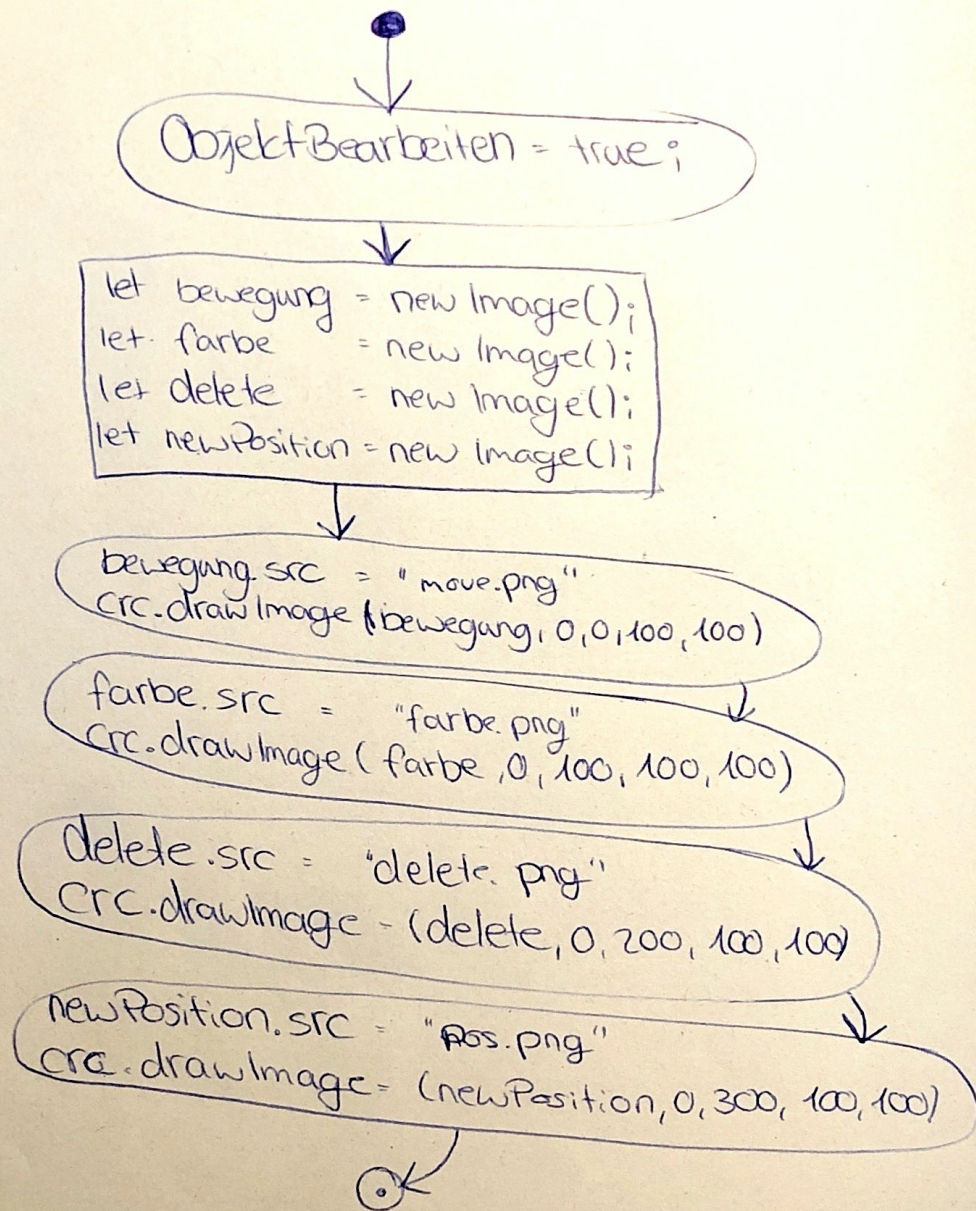 ObjektBearbeiten = true;
let bewegung = new Image();
let farbe = new Image();
let delete = new Image();
let newPosition = new Image();
bewegung.src = "move.png"
crc.drawImage (bewegung, 0,0,100,100)
farbe.src = "farbe.png"
crc.drawImage ( farbe ,0, 100, 100, 100)
delete.src = "delete.png"
crc.drawImage = (delete, 0, 200, 100, 100)
newPosition.src = "pos.png"
crc.drawImage = (newPosition, 0, 300, 100, 100)